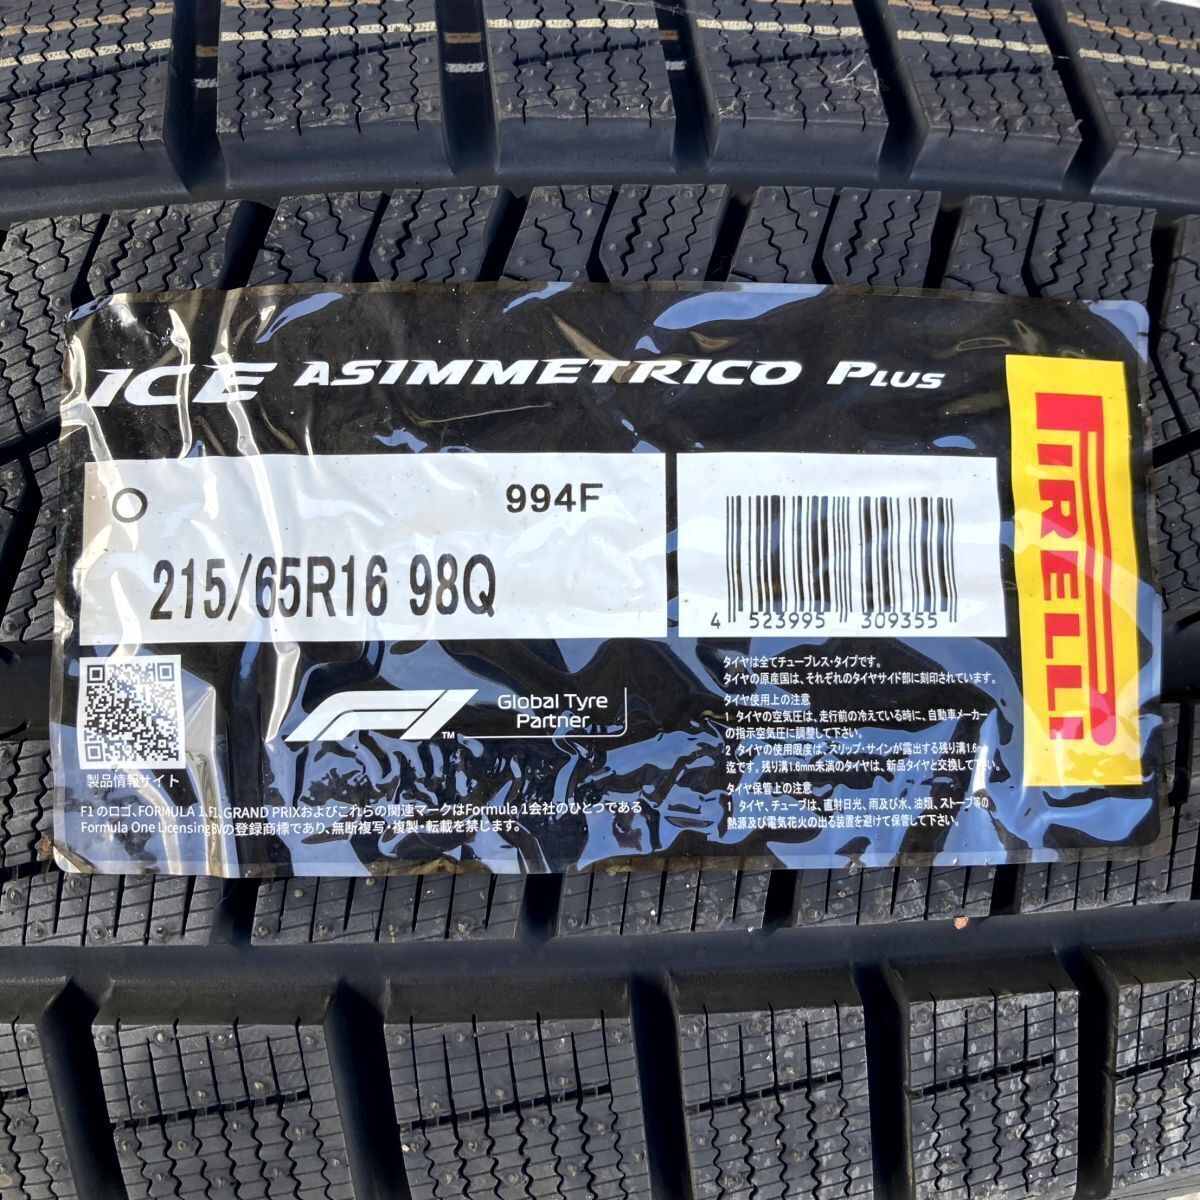 ICE ASIMMETRICO PLUS
O 994F
215/65R16 98Q
4 523995 309355
PIRELLI
製品情報サイト
F1 Global Tyre
Partner
TM
F1のロゴ、FORMULA 1、F1、GRAND PRIXおよびこれらの関連マークはFormula 1会社のひとつである
Formula One Licensing BVの登録商標であり、無断複写・複製・転載を禁じます。
タイヤは全てチューブレス・タイプです。
タイヤの原産国は、それぞれのタイヤサイド部に刻印されています。
タイヤ使用上の注意
1 タイヤの空気圧は、走行前の冷えている時に、自動車メーカー
の指示空気圧に調整して下さい。
2 タイヤの使用限度は、スリップ・サインが露出する残り溝1.6mm
迄です。残り溝1.6mm未満のタイヤは、新品タイヤと交換して下さい。
タイヤ保管上の注意
1 タイヤ、チューブは、直射日光、雨及び水、油類、ストーブ等の
熱源及び電気花火の出る装置を避けて保管して下さい。